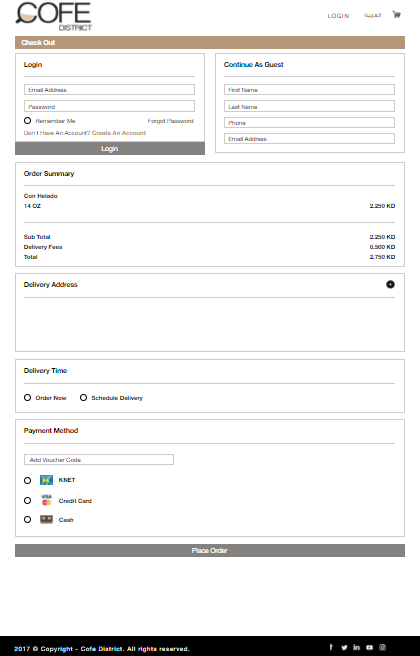 COFE
DISTRICT
LOGIN
العربية
Check Out
Login
Email Address
Password
Remember Me
Forgot Password
Don't Have An Account? Create An Account
Login
Continue As Guest
First Name
Last Name
Phone
Email Address
Order Summary
Con Helado
14 OZ 2.250 KD
Sub Total 2.250 KD
Delivery Fees 0.500 KD
Total 2.750 KD
Delivery Address
Delivery Time
Order Now Schedule Delivery
Payment Method
Add Voucher Code
KNET
VISA
Credit Card
Cash
Place Order
2017 © Copyright - Cofe District. All rights reserved.